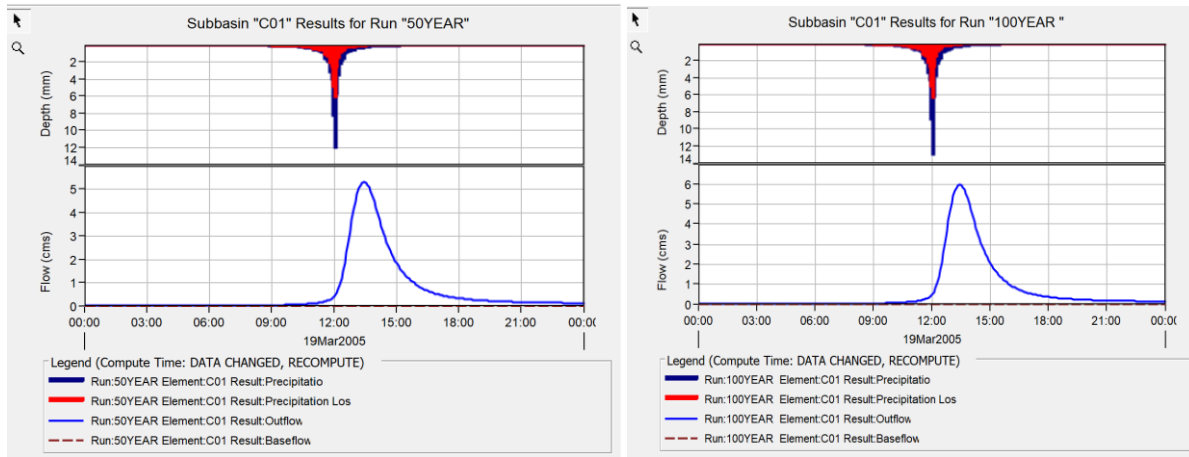 Subbasin "C01" Results for Run "50YEAR"
Depth (mm)
2
4
6
8
10
12
14
Flow (cms)
5
4
3
2
1
0
00:00 03:00 06:00 09:00 12:00 15:00 18:00 21:00 00:00
19Mar2005
Legend (Compute Time: DATA CHANGED, RECOMPUTE)
Run:50YEAR Element:C01 Result:Precipitatio
Run:50YEAR Element:C01 Result:Precipitation Los
Run:50YEAR Element:C01 Result:Outflow
Run:50YEAR Element:C01 Result:Baseflow
Subbasin "C01" Results for Run "100YEAR "
Depth (mm)
2
4
6
8
10
12
14
Flow (cms)
6
5
4
3
2
1
0
00:00 03:00 06:00 09:00 12:00 15:00 18:00 21:00 00:00
19Mar2005
Legend (Compute Time: DATA CHANGED, RECOMPUTE)
Run:100YEAR Element:C01 Result:Precipitatio
Run:100YEAR Element:C01 Result:Precipitation Los
Run:100YEAR Element:C01 Result:Outflow
Run:100YEAR Element:C01 Result:Baseflow